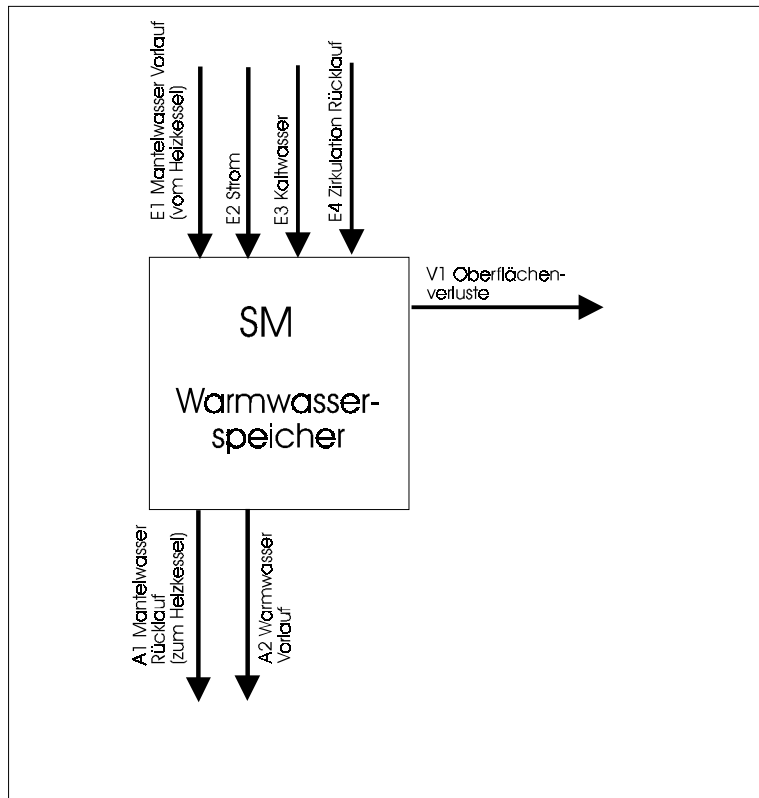 E1 Mantelwasser Vorlauf
(vom Heizkessel)
E2 Strom
E3 Kaltwasser
E4 Zirkulation Rücklauf
V1 Oberflächen-
verluste
SM
Warmwasser-
speicher
A1 Mantelwasser
Rücklauf
(zum Heizkessel)
A2 Warmwasser
Vorlauf